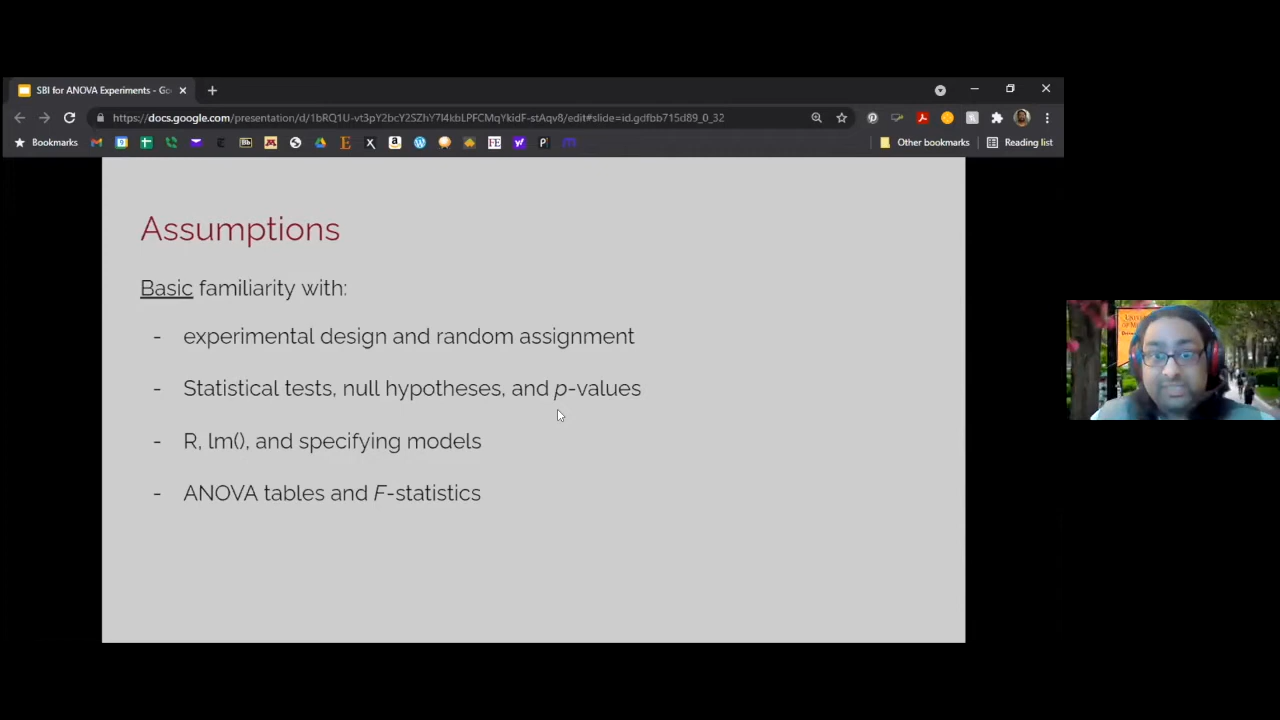 SBI for ANOVA Experiments - Go
https://docs.google.com/presentation/d/1bRQ1U-vt3pY2bcY2SZhY7l4kbLPFCMqYkidF-stAqv8/edit#slide=id.gdfbb715d89_0_32
Bookmarks
Other bookmarks
Reading list
Assumptions
Basic familiarity with:
- experimental design and random assignment
- Statistical tests, null hypotheses, and p-values
- R, lm(), and specifying models
- ANOVA tables and F-statistics